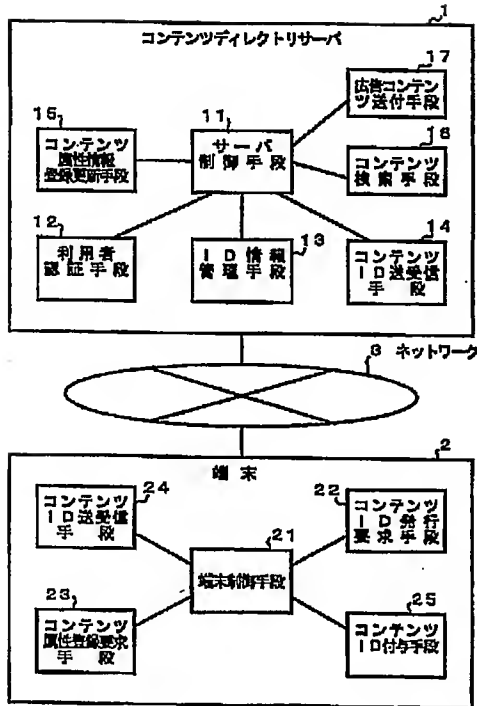 1
コンテンツディレクトリサーバ
17
広告コンテン
ツ送付手段
15
コンテンツ
属性情報
登録更新手段
11
サーバ
制御手段
16
コンテンツ
検索手段
12
利用者
認証手段
13
ID情報
管理手段
14
コンテンツ
ID送受信
手段
3 ネットワーク
2
端末
24
コンテンツ
ID送受信
手段
22
コンテンツ
ID発行
要求手段
21
端末制御手段
23
コンテンツ
属性登録要求
手段
25
コンテンツ
ID付与手段